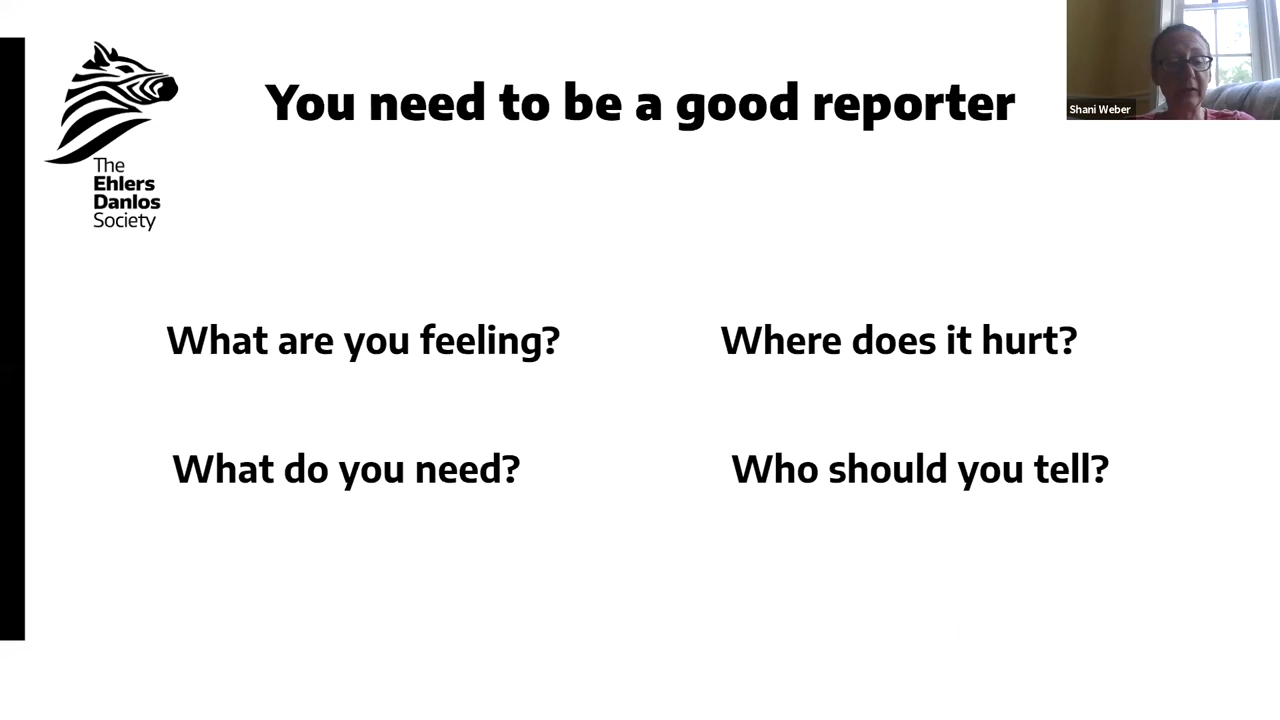 You need to be a good reporter
Shani Weber
The
Ehlers
Danlos
Society
What are you feeling?
Where does it hurt?
What do you need?
Who should you tell?